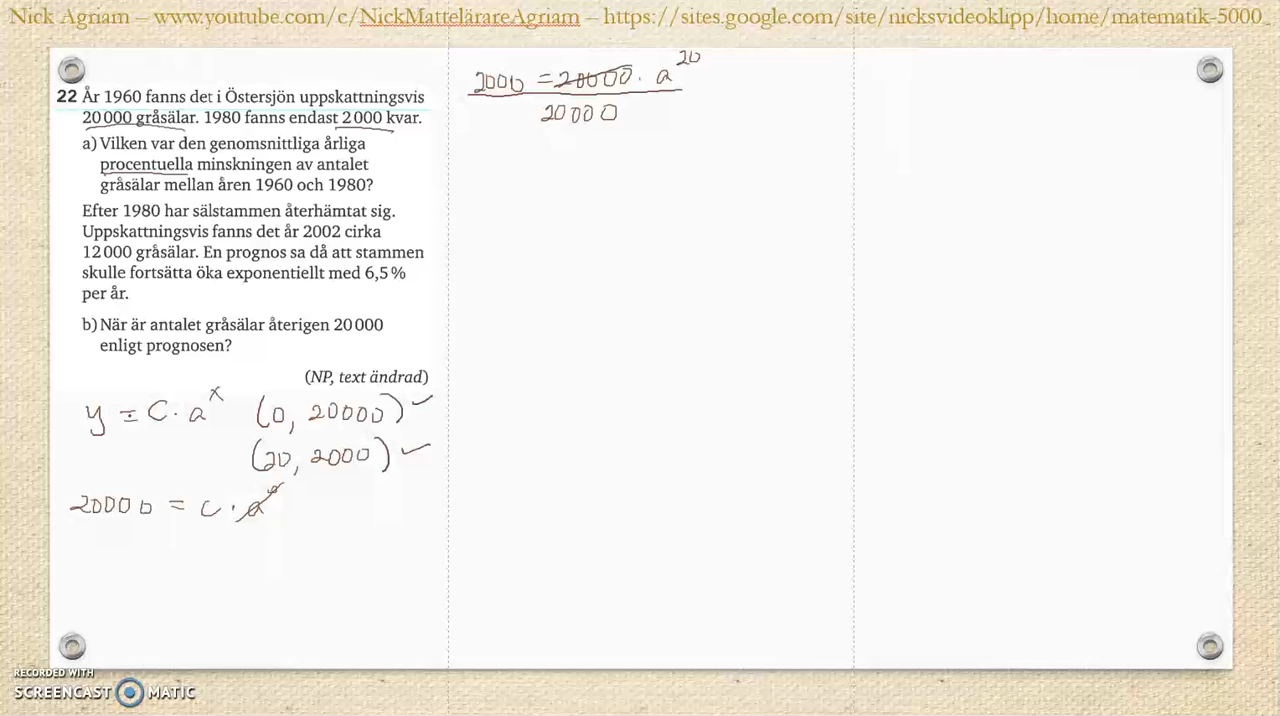 Nick Agnam – www.youtube.com/c/NickMattelärareAgnam – https://sites.google.com/site/nicksvideoklipp/home/matematik-5000
22 År 1960 fanns det i Östersjön uppskattningsvis
20 000 gråsälar. 1980 fanns endast 2 000 kvar.
a) Vilken var den genomsnittliga årliga
procentuella minskningen av antalet
gråsälar mellan åren 1960 och 1980?
Efter 1980 har sälstammen återhämtat sig.
Uppskattningsvis fanns det år 2002 cirka
12 000 gråsälar. En prognos sa då att stammen
skulle fortsätta öka exponentiellt med 6,5 %
per år.
b) När är antalet gråsälar återigen 20 000
enligt prognosen?
(NP, text ändrad)
y = C · a^x (0, 20000)
(20, 2000)
20000 = C · a^0
2000 = 20000 · a^20
20000
RECORDED WITH
SCREENCAST MATIC